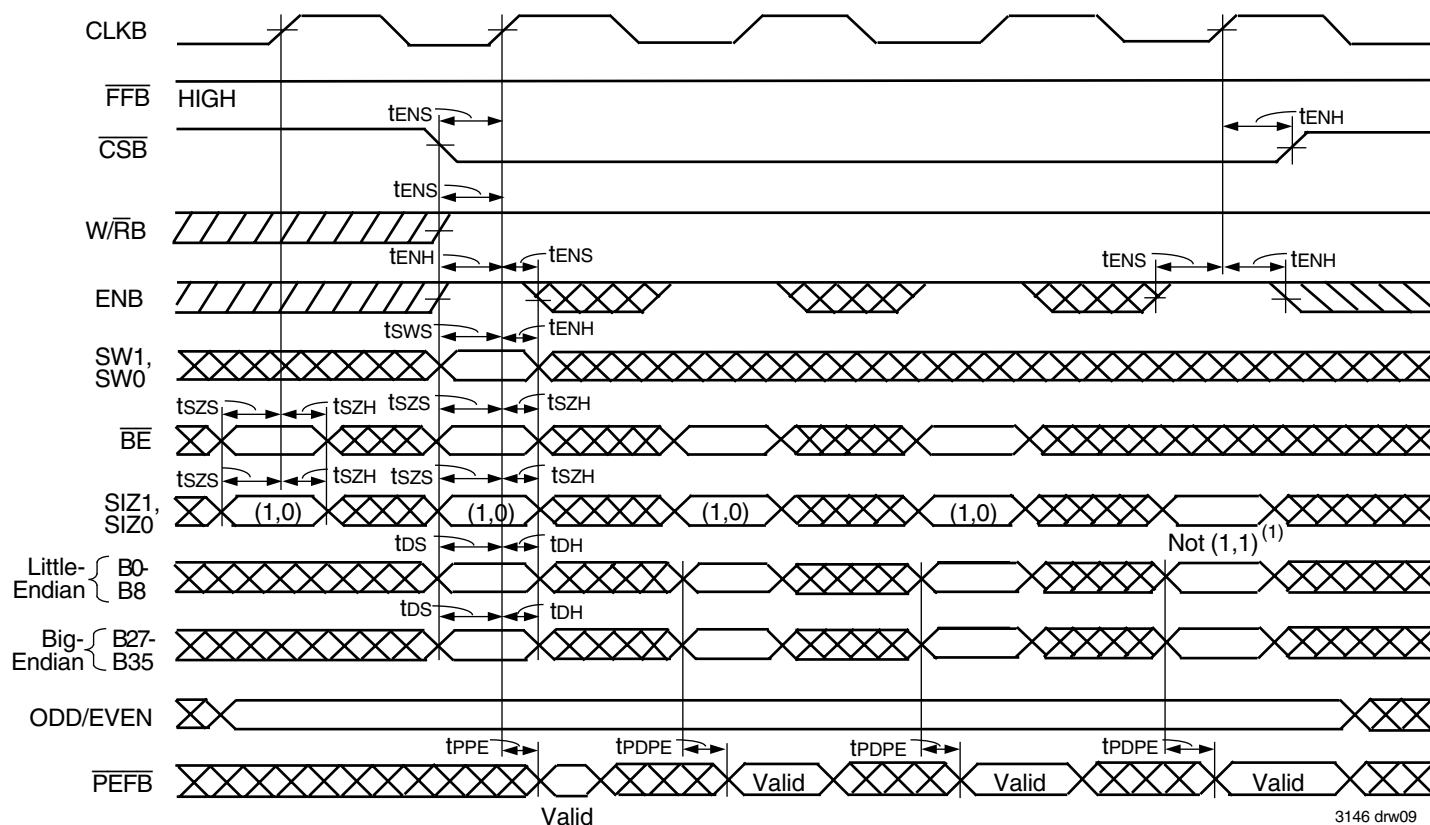 CLKB
FFB
HIGH
tENS
tENH
CSB
tENS
W/RB
tENH
tENS
tENS
tENH
ENB
tSWS
tENH
SW1,
SW0
tSZS
tSZH
tSZS
tSZH
BE
tSZS
tSZH
tSZS
tSZH
SIZ1,
SIZ0
(1,0)
(1,0)
(1,0)
(1,0)
Not (1,1) (1)
tDS
tDH
Little-
Endian
B0-
B8
tDS
tDH
Big-
Endian
B27-
B35
ODD/EVEN
tPPE
tPDPE
tPDPE
tPDPE
PEFB
Valid
Valid
Valid
Valid
3146 drw09